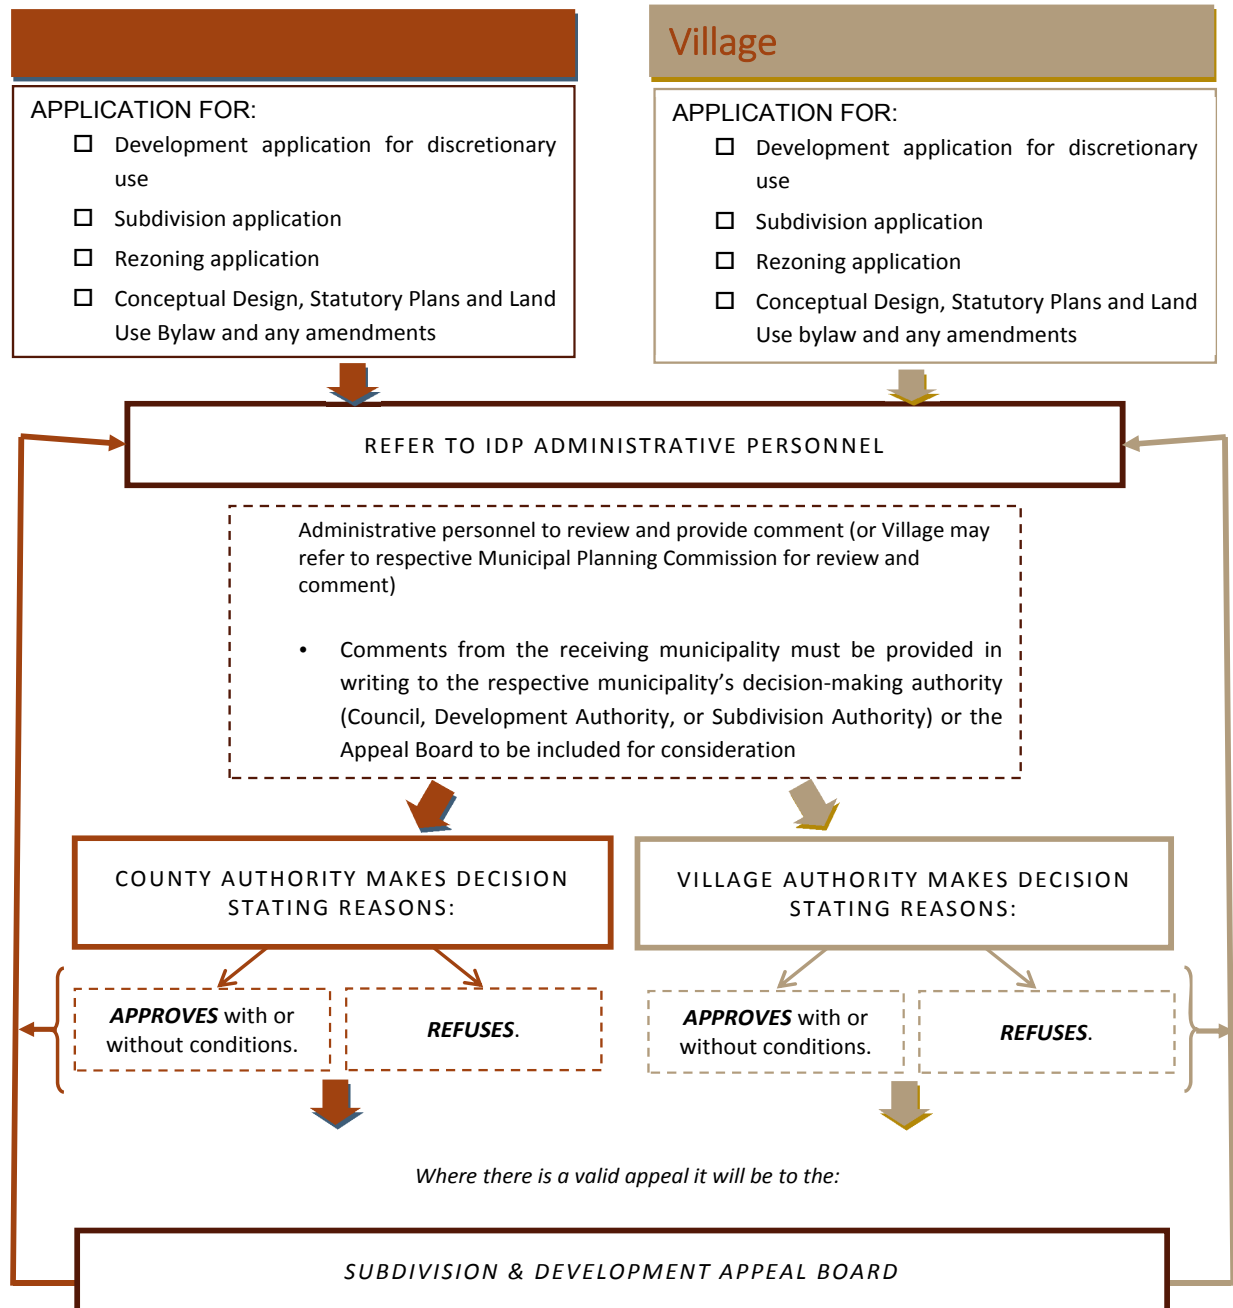 Village
APPLICATION FOR:
☐ Development application for discretionary
use
☐ Subdivision application
☐ Rezoning application
☐ Conceptual Design, Statutory Plans and Land
Use Bylaw and any amendments
APPLICATION FOR:
☐ Development application for discretionary
use
☐ Subdivision application
☐ Rezoning application
☐ Conceptual Design, Statutory Plans and Land
Use bylaw and any amendments
REFER TO IDP ADMINISTRATIVE PERSONNEL
Administrative personnel to review and provide comment (or Village may
refer to respective Municipal Planning Commission for review and
comment)
• Comments from the receiving municipality must be provided in
writing to the respective municipality’s decision-making authority
(Council, Development Authority, or Subdivision Authority) or the
Appeal Board to be included for consideration
COUNTY AUTHORITY MAKES DECISION
STATING REASONS:
VILLAGE AUTHORITY MAKES DECISION
STATING REASONS:
APPROVES with or
without conditions.
REFUSES.
APPROVES with or
without conditions.
REFUSES.
Where there is a valid appeal it will be to the:
SUBDIVISION & DEVELOPMENT APPEAL BOARD